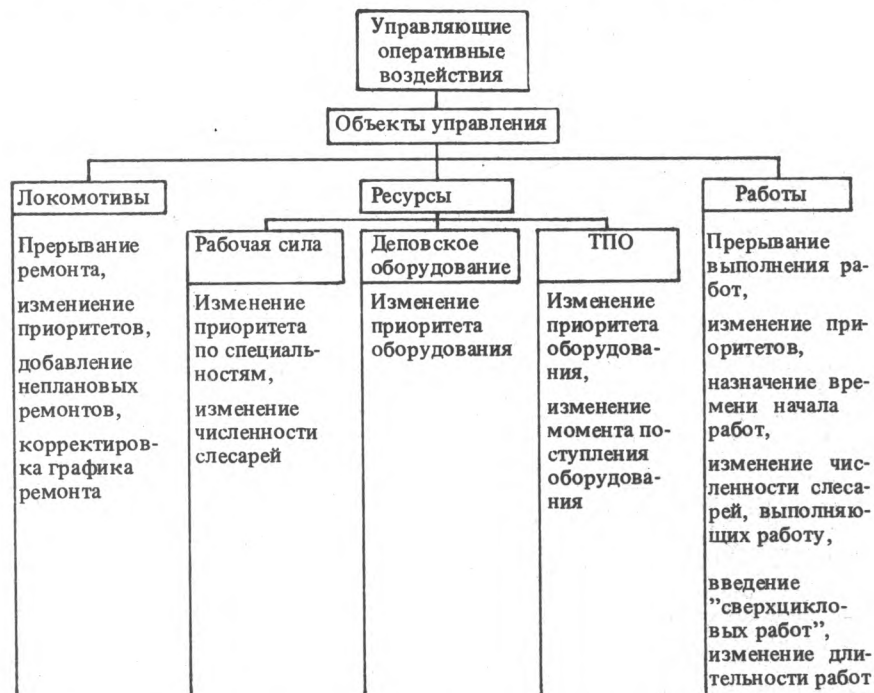 Управляющие
оперативные
воздействия
Объекты управления
Локомотивы
Прерывание
ремонта,
измениение
приоритетов,
добавление
неплановых
ремонтов,
корректиров-
ка графика
ремонта
Ресурсы
Рабочая сила
Изменение
приоритета
по специаль-
ностям,
изменение
численности
слесарей
Деповское
оборудование
Изменение
приоритета
оборудования
ТПО
Изменение
приоритета
оборудова-
ния,
изменение
момента по-
ступления
оборудова-
ния
Работы
Прерывание
выполнения ра-
бот,
изменение при-
оритетов,
назначение вре-
мени начала
работ,
изменение чис-
ленности слеса-
рей, выполняю-
щих работу,
введение
”сверхцикло-
вых работ”,
изменение дли-
тельности работ